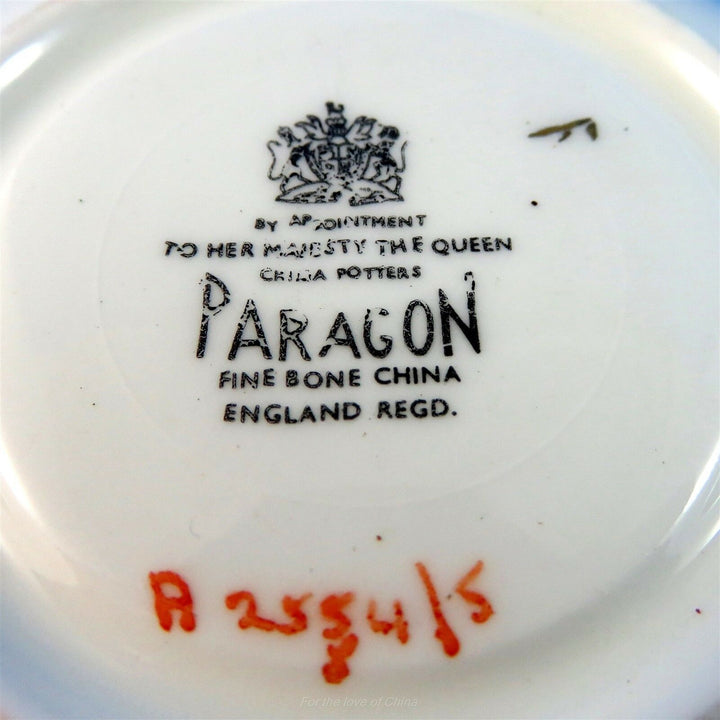 BY APPOINTMENT
TO HER MAJESTY THE QUEEN
CHINA POTTERS
PARAGON
FINE BONE CHINA
ENGLAND REGD.
A 2554/5
For the love of China